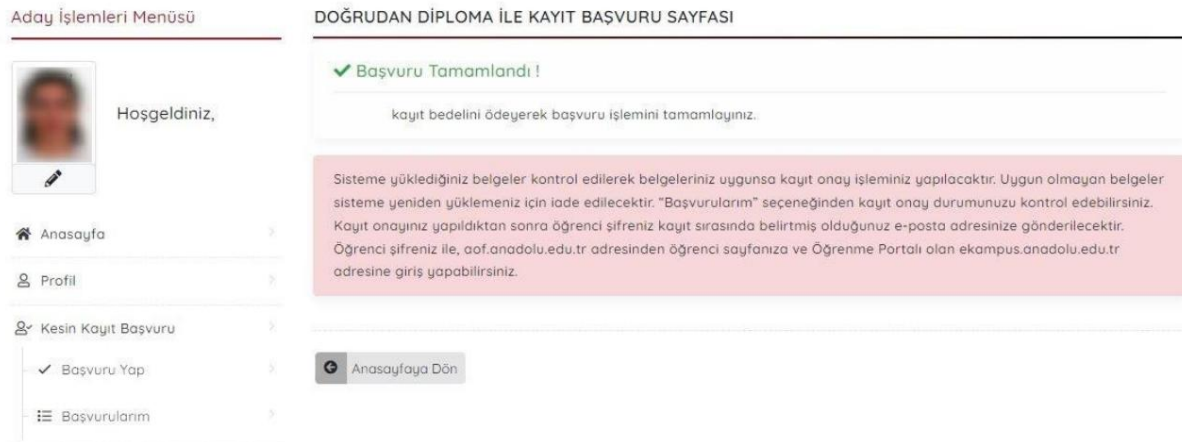 Aday İşlemleri Menüsü
Hoşgeldiniz,
Anasayfa
Profil
Kesin Kayıt Başvuru
Başvuru Yap
Başvurularım
DOĞRUDAN DİPLOMA İLE KAYIT BAŞVURU SAYFASI
Başvuru Tamamlandı !
kayıt bedelini ödeyerek başvuru işlemini tamamlayınız.
Sisteme yüklediğiniz belgeler kontrol edilerek belgeleriniz uygunsa kayıt onay işleminiz yapılacaktır. Uygun olmayan belgeler
sisteme yeniden yüklemeniz için iade edilecektir. "Başvurularım" seçeneğinden kayıt onay durumunuzu kontrol edebilirsiniz.
Kayıt onayınız yapıldıktan sonra öğrenci şifreniz kayıt sırasında belirtmiş olduğunuz e-posta adresinize gönderilecektir.
Öğrenci şifreniz ile, aof.anadolu.edu.tr adresinden öğrenci sayfanıza ve Öğrenme Portalı olan ekampus.anadolu.edu.tr
adresine giriş yapabilirsiniz.
Anasayfaya Dön